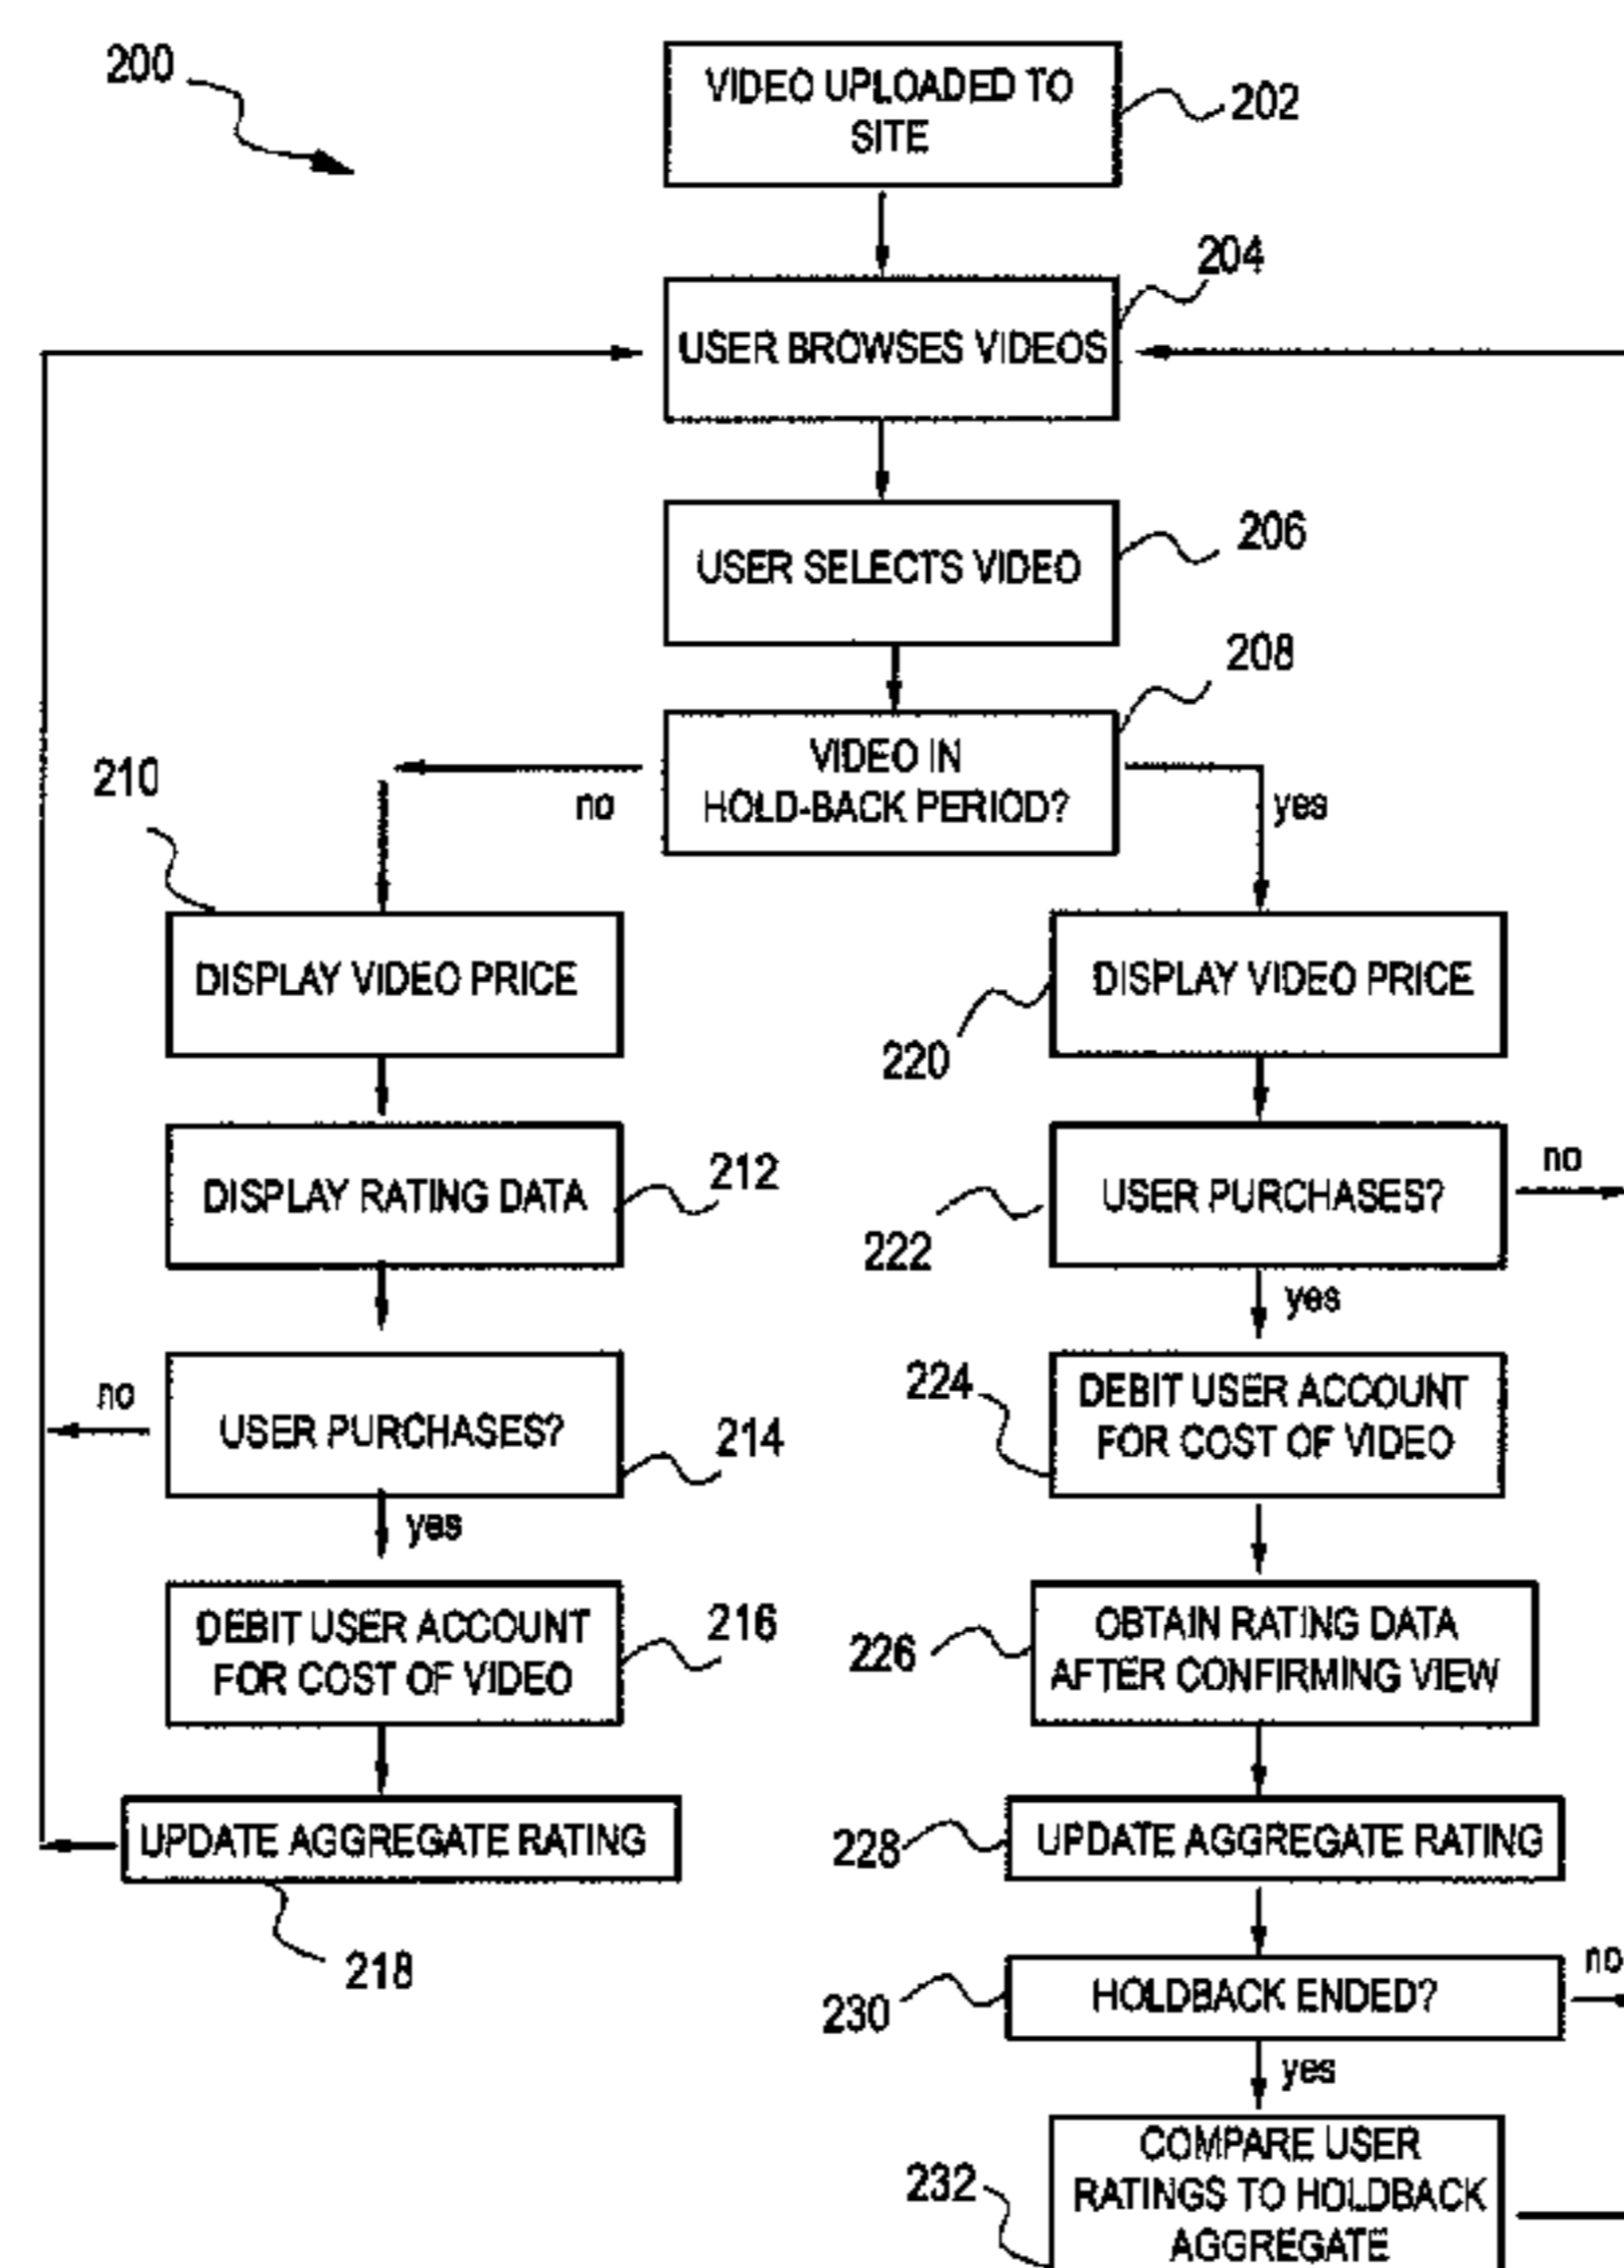 200
VIDEO UPLOADED TO
SITE
202
204
USER BROWSES VIDEOS
206
USER SELECTS VIDEO
208
VIDEO IN
HOLD-BACK PERIOD?
no
yes
210
DISPLAY VIDEO PRICE
DISPLAY VIDEO PRICE
220
DISPLAY RATING DATA
212
USER PURCHASES?
no
222
yes
no
USER PURCHASES?
214
yes
224
DEBIT USER ACCOUNT
FOR COST OF VIDEO
DEBIT USER ACCOUNT
FOR COST OF VIDEO
216
226
OBTAIN RATING DATA
AFTER CONFIRMING VIEW
UPDATE AGGREGATE RATING
218
228
UPDATE AGGREGATE RATING
230
HOLDBACK ENDED?
no
yes
232
COMPARE USER
RATINGS TO HOLDBACK
AGGREGATE